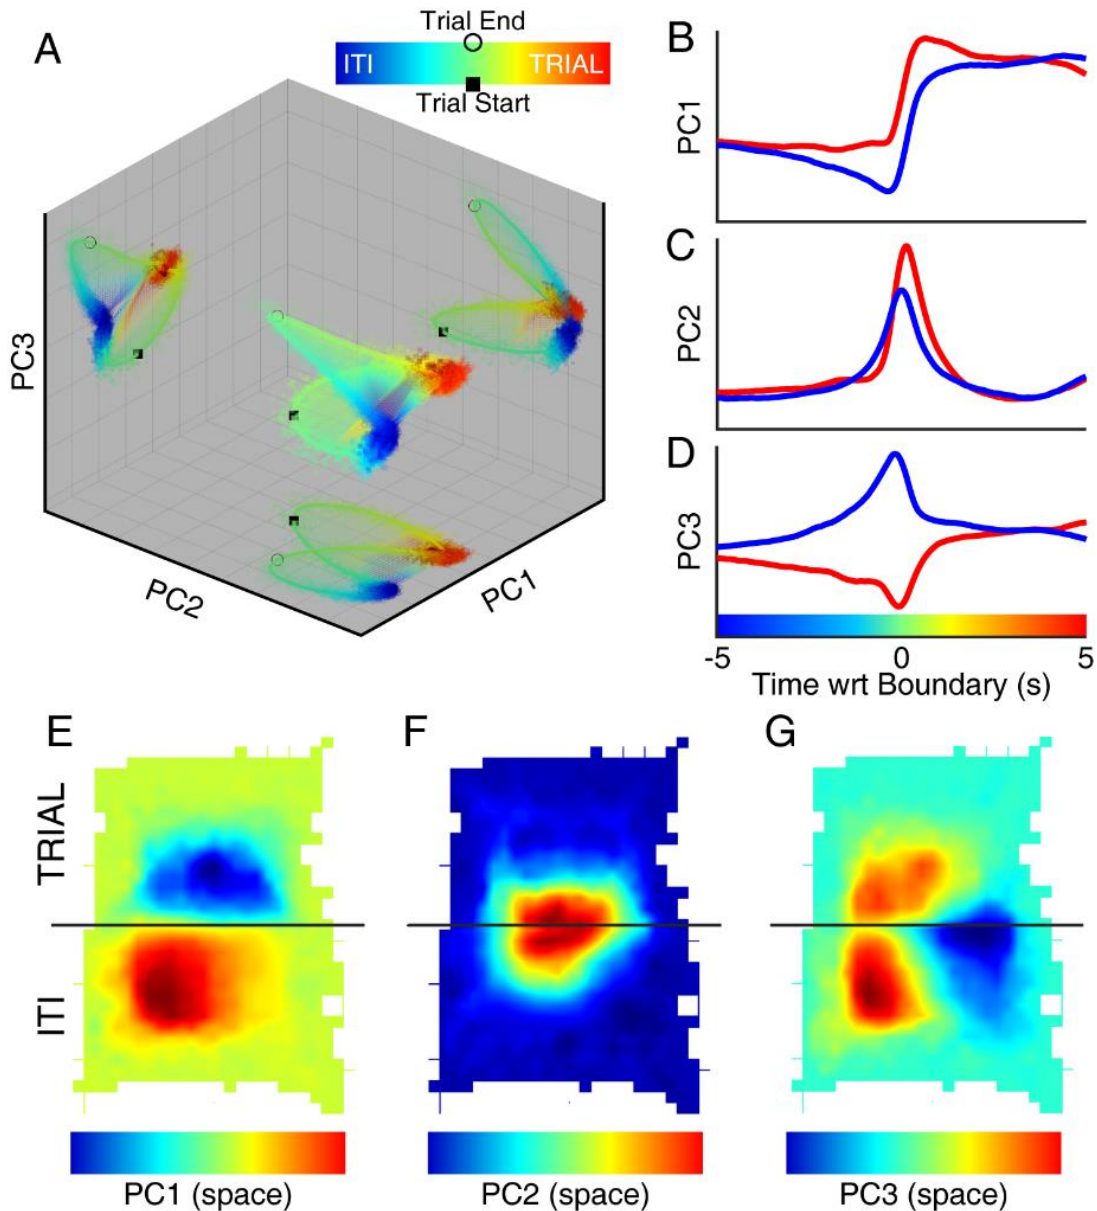 A
Trial End
ITI
TRIAL
Trial Start
PC3
PC2
PC1
B
PC1
C
PC2
D
PC3
-5
0
5
Time wrt Boundary (s)
E
F
G
TRIAL
ITI
PC1 (space)
PC2 (space)
PC3 (space)